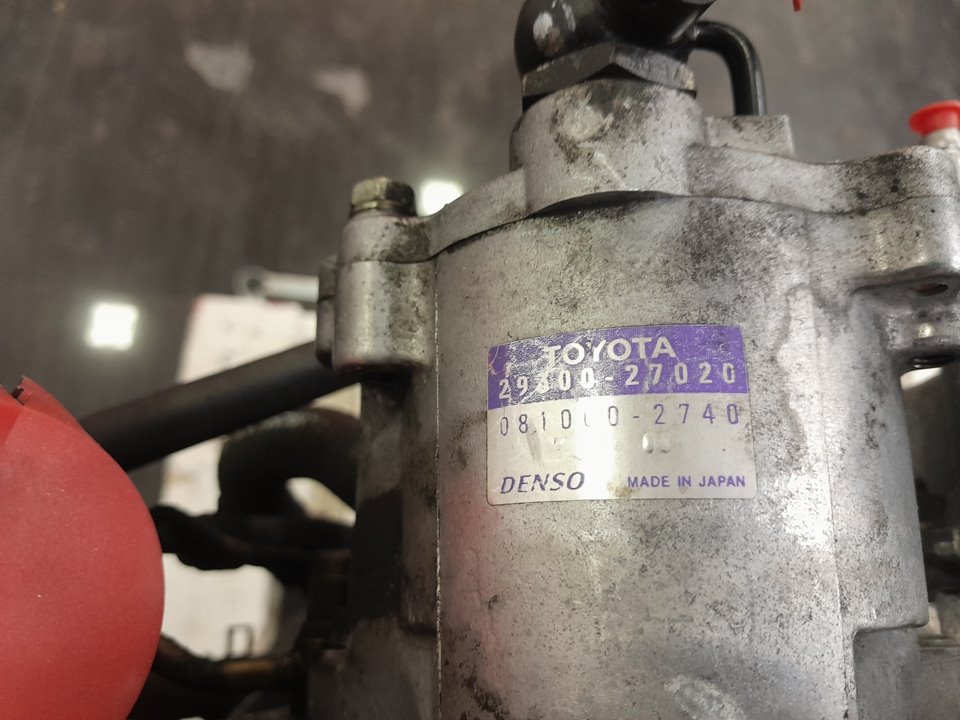 TOYOTA
29300-27020
081000-2740
DENSO MADE IN JAPAN